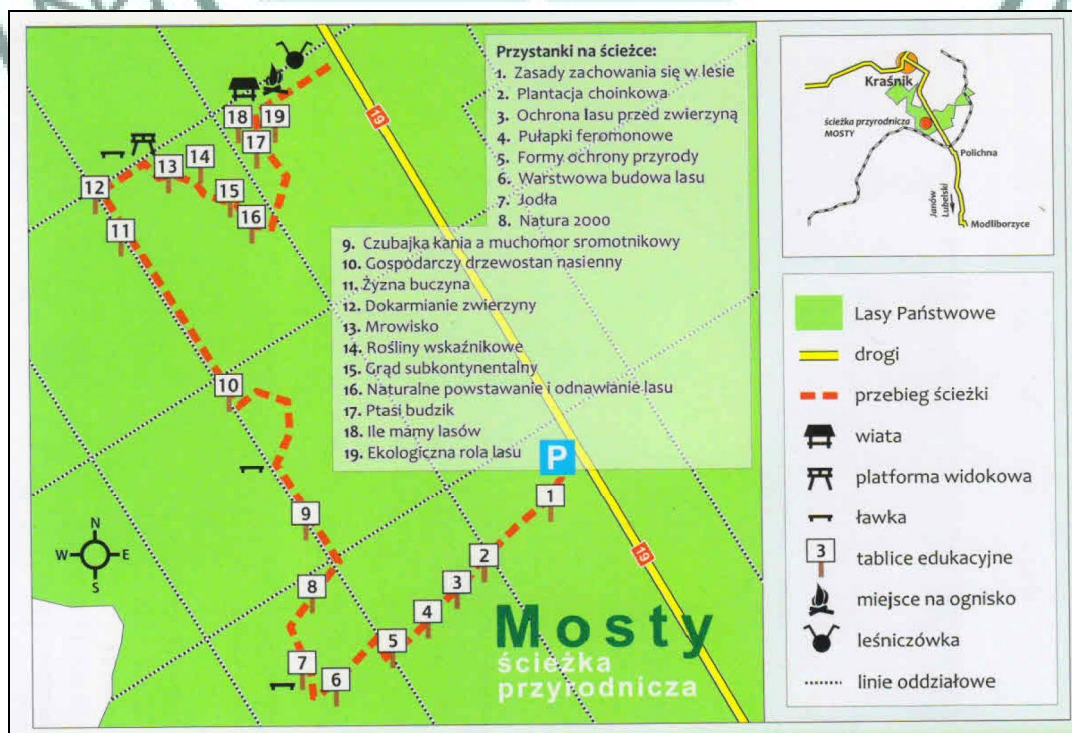 Przystanki na ścieżce:
1. Zasady zachowania się w lesie
2. Plantacja choinkowa
3. Ochrona lasu przed zwierzyną
4. Pułapki feromonowe
5. Formy ochrony przyrody
6. Warstwowa budowa lasu
7. Jodła
8. Natura 2000
9. Czubajka kania a muchomor sromotnikowy
10. Gospodarczy drzewostan nasienny
11. Żyzna buczyna
12. Dokarmianie zwierzyny
13. Mrowisko
14. Rośliny wskaźnikowe
15. Grąd subkontynentalny
16. Naturalne powstawanie i odnawianie lasu
17. Ptasi budzik
18. Ile mamy lasów
19. Ekologiczna rola lasu
19
18
19
17
14
13
15
12
16
11
10
P
1
9
19
2
8
3
4
5
7
6
N
W
E
S
Mosty
ścieżka
przyrodnicza
Kraśnik
ścieżka przyrodnicza
MOSTY
Polichna
Janów
Lubelski
Modliborzyce
Lasy Państwowe
drogi
przebieg ścieżki
wiata
platforma widokowa
ławka
3
tablice edukacyjne
miejsce na ognisko
leśniczówka
linie oddziałowe